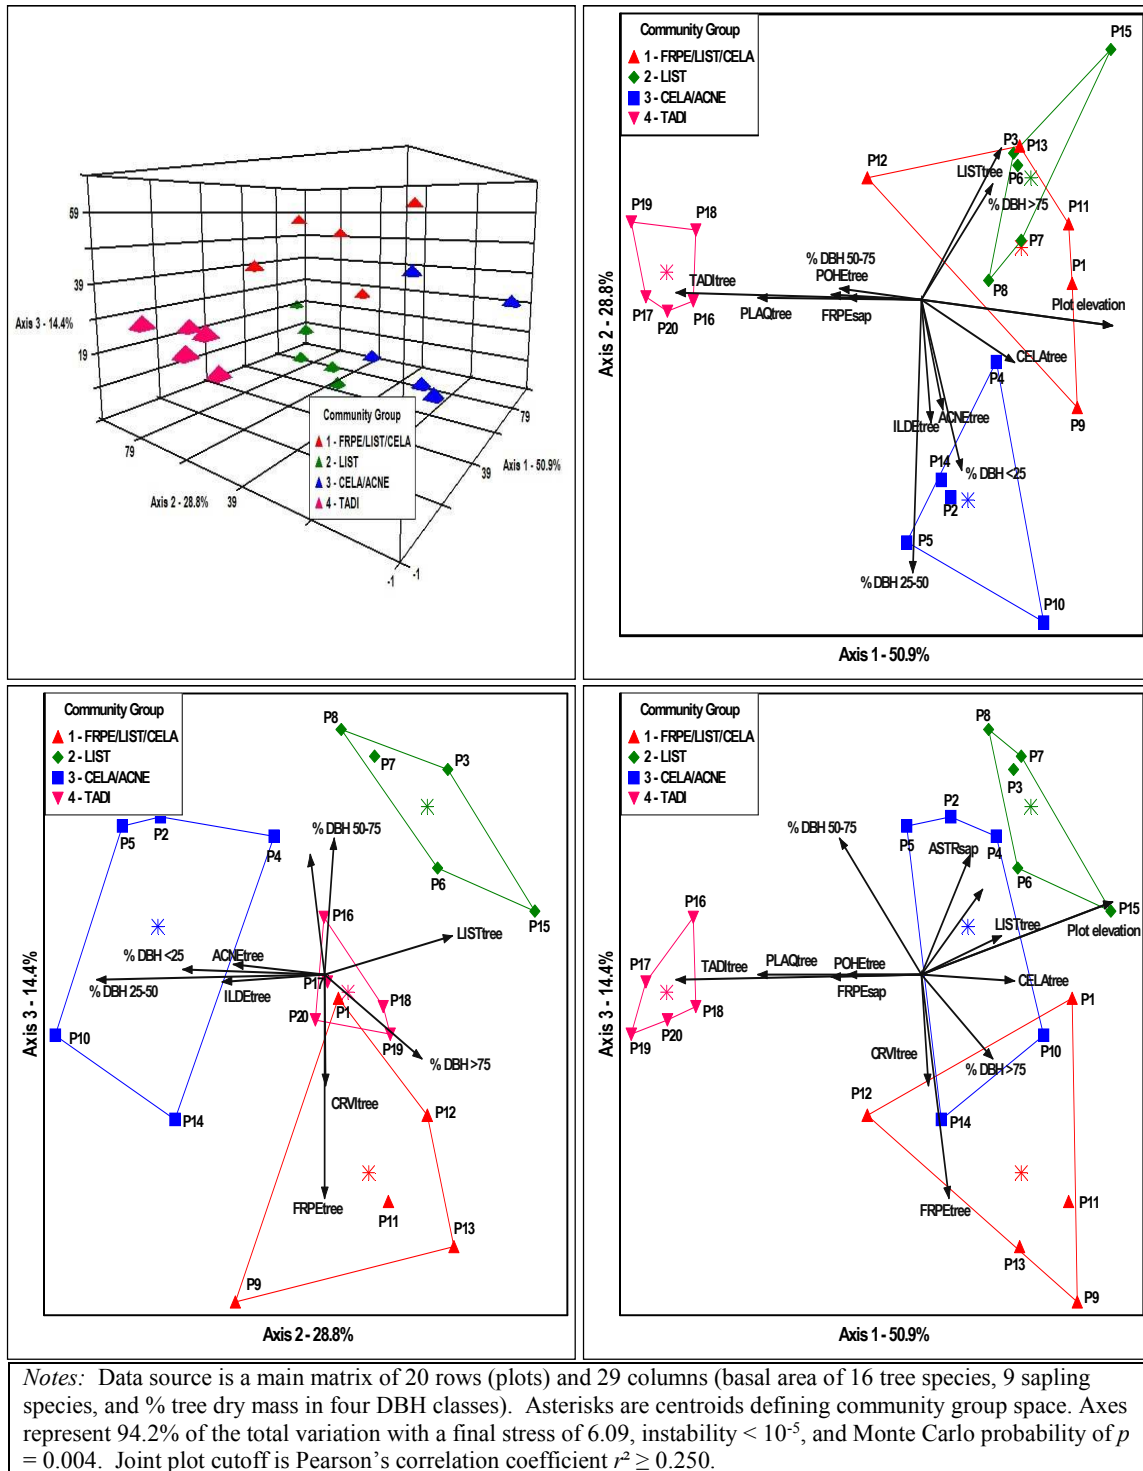 59
39
Axis 3 - 14.4%
19
79
Axis 2 - 28.8%
39
-1
-1
39
Axis 1 - 50.9%
79
Community Group
1 - FRPE/LIST/CELA
2 - LIST
3 - CELA/ACNE
4 - TADI
Community Group
1 - FRPE/LIST/CELA
2 - LIST
3 - CELA/ACNE
4 - TADI
P15
P3
P13
P12
LISTtree
P6
% DBH >75
P19
P18
P11
P7
% DBH 50-75
POHEtree
TADItree
P1
P8
Plot elevation
P17
P20
P16
PLAQtree
FRPEsap
CELAtree
P4
ILDEtree
ACNEtree
P9
P14
% DBH <25
P2
P5
% DBH 25-50
P10
Axis 2 - 28.8%
Axis 1 - 50.9%
Community Group
1 - FRPE/LIST/CELA
2 - LIST
3 - CELA/ACNE
4 - TADI
P8
P7
P3
P5
P2
% DBH 50-75
P4
P6
P16
P15
LISTtree
ACNEtree
% DBH <25
% DBH 25-50
ILDEtree
P17
P1
P18
P20
P19
P10
% DBH >75
CRVItree
P12
P14
FRPEtree
P11
P13
P9
Axis 3 - 14.4%
Axis 2 - 28.8%
Community Group
1 - FRPE/LIST/CELA
2 - LIST
3 - CELA/ACNE
4 - TADI
P8
P7
P3
P2
% DBH 50-75
P5
ASTRsap
P4
P6
P16
P15
LISTtree
Plot elevation
P17
TADItree
PLAQtree
POHEtree
FRPEsap
CELAtree
P18
P1
P19
P20
P10
CRVItree
% DBH >75
P12
P14
FRPEtree
P11
P13
P9
Axis 3 - 14.4%
Axis 1 - 50.9%
Notes: Data source is a main matrix of 20 rows (plots) and 29 columns (basal area of 16 tree species, 9 sapling
species, and % tree dry mass in four DBH classes). Asterisks are centroids defining community group space. Axes
represent 94.2% of the total variation with a final stress of 6.09, instability < 10⁻⁵, and Monte Carlo probability of p
= 0.004. Joint plot cutoff is Pearson's correlation coefficient r² ≥ 0.250.